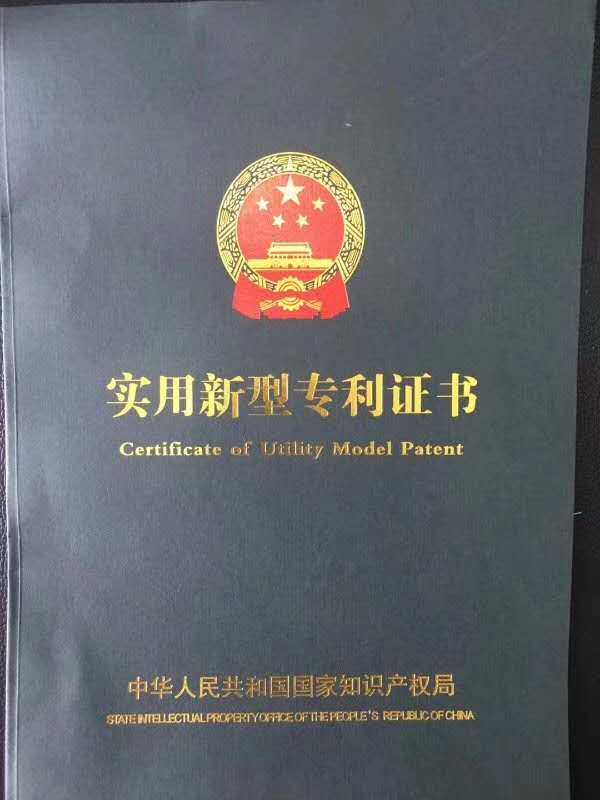 实用新型专利证书
Certificate of Utility Model Patent
中华人民共和国国家知识产权局
STATE INTELLECTUAL PROPERTY OFFICE OF THE PEOPLE'S REPUBLIC OF CHINA